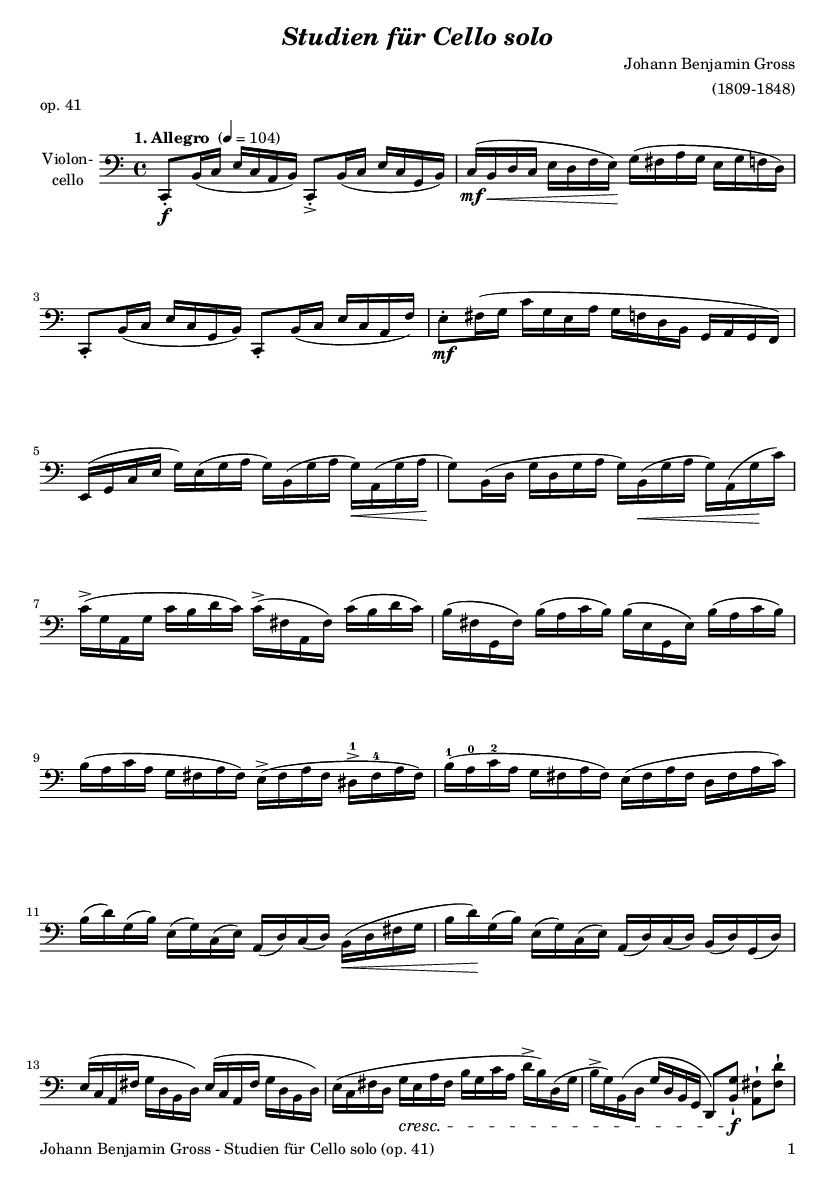 Studien für Cello solo
Johann Benjamin Gross
(1809-1848)
op. 41
1. Allegro (♩ = 104)
Violon-
cello
f
mf
3
mf
5
7
9
1
4
1
0
2
11
13
cresc.
f
Johann Benjamin Gross - Studien für Cello solo (op. 41)
1